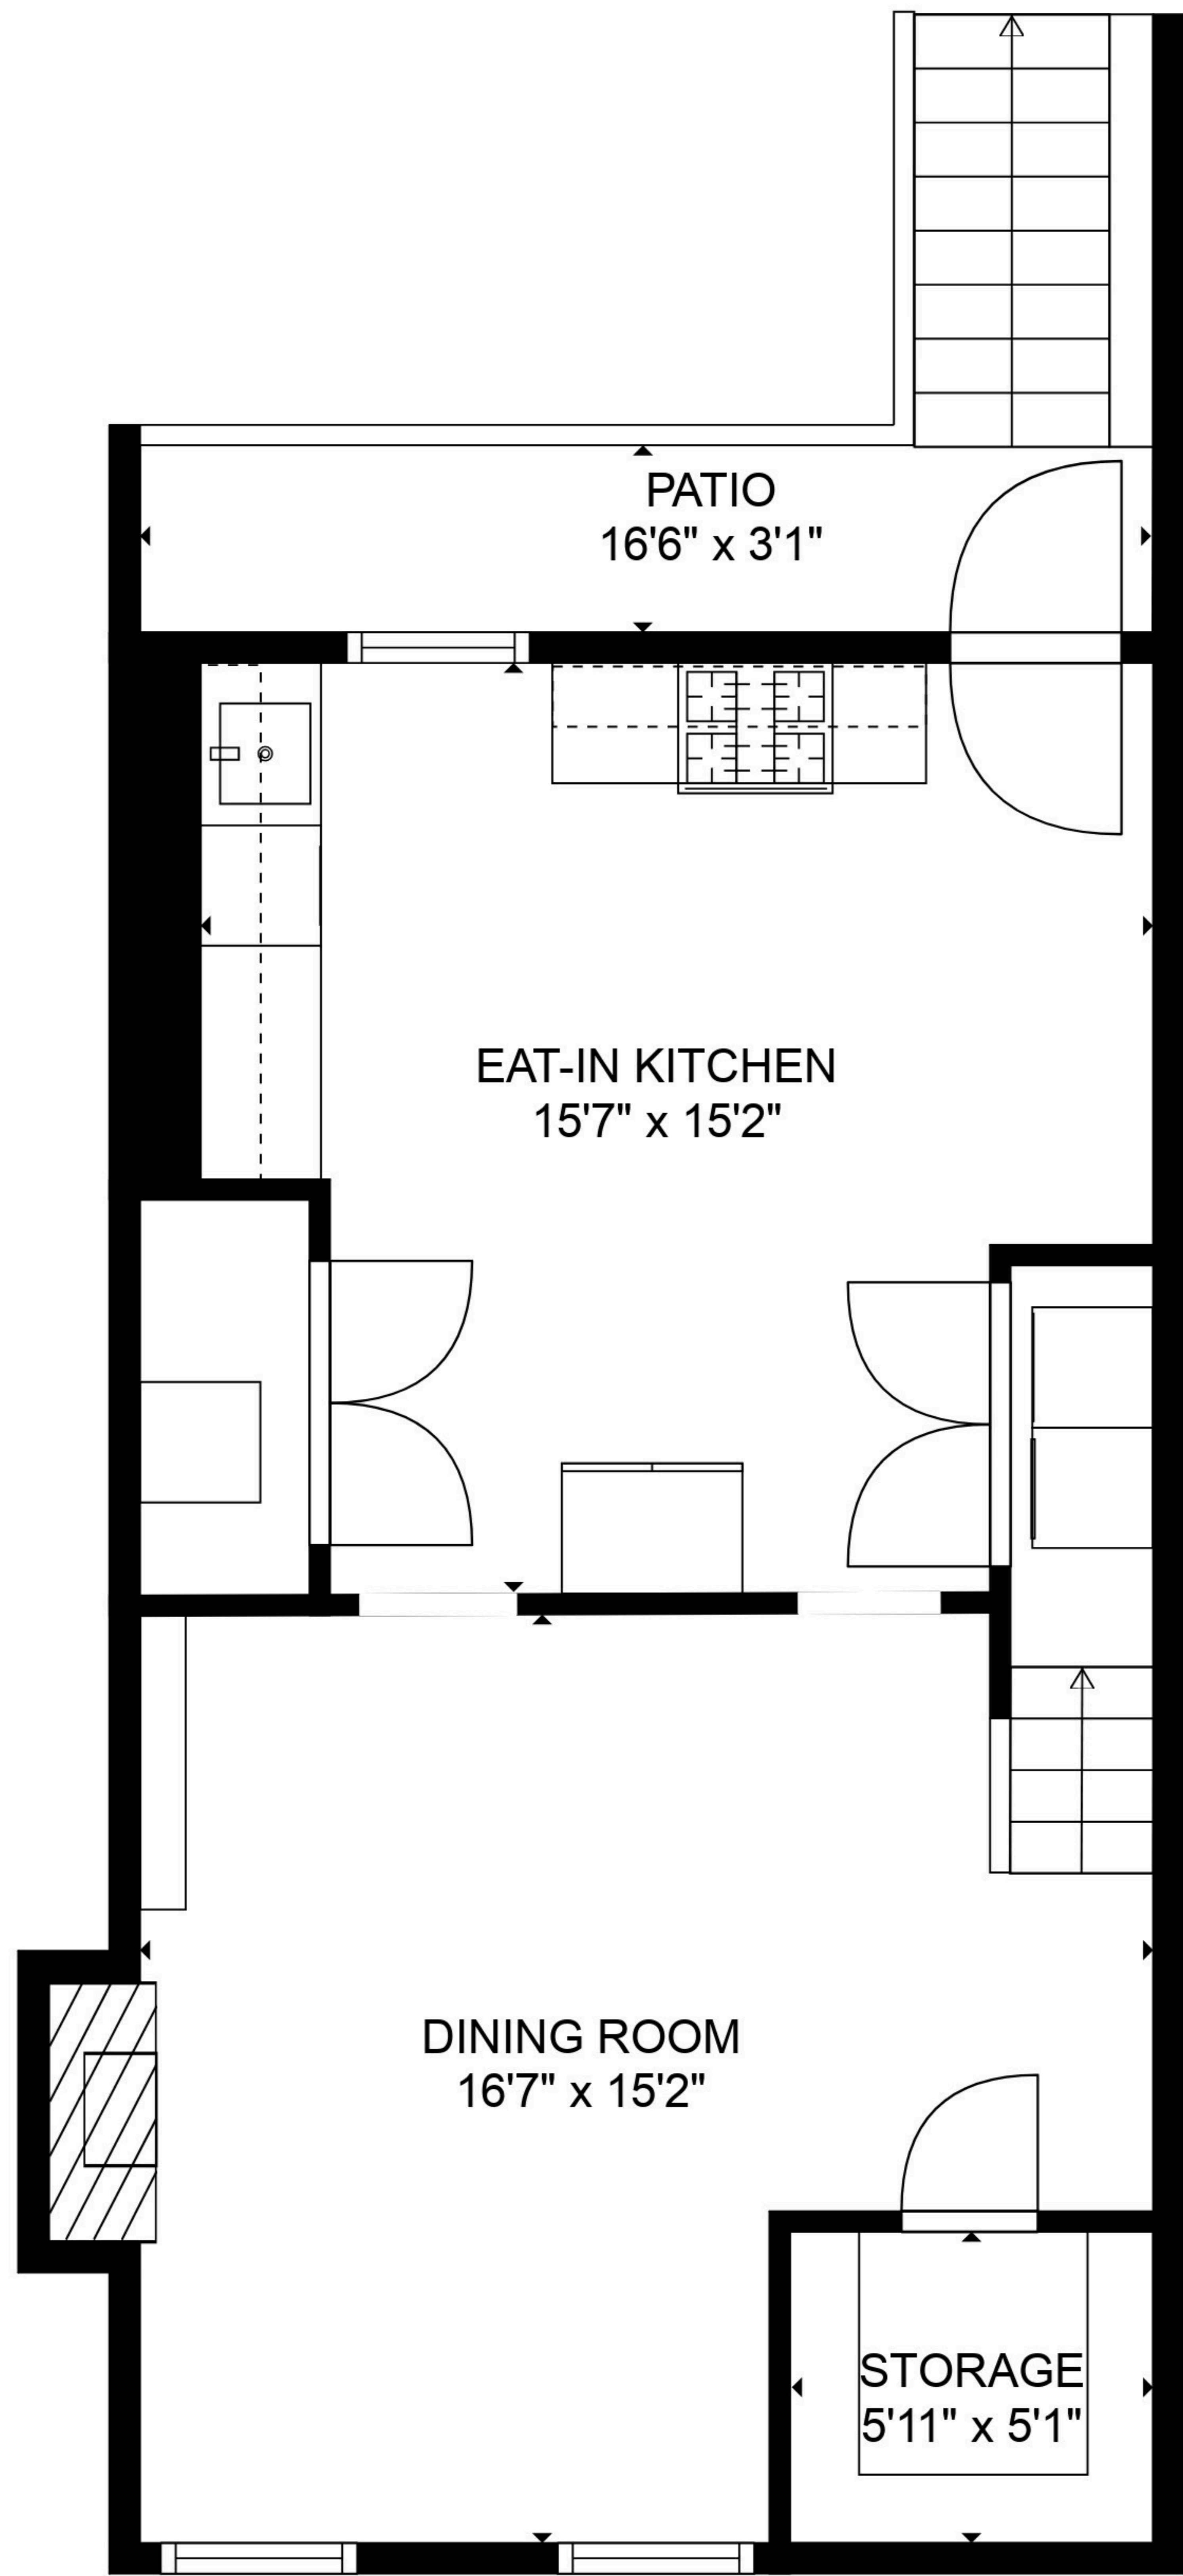 PATIO
16'6" x 3'1"
EAT-IN KITCHEN
15'7" x 15'2"
DINING ROOM
16'7" x 15'2"
STORAGE
5'11" x 5'1"